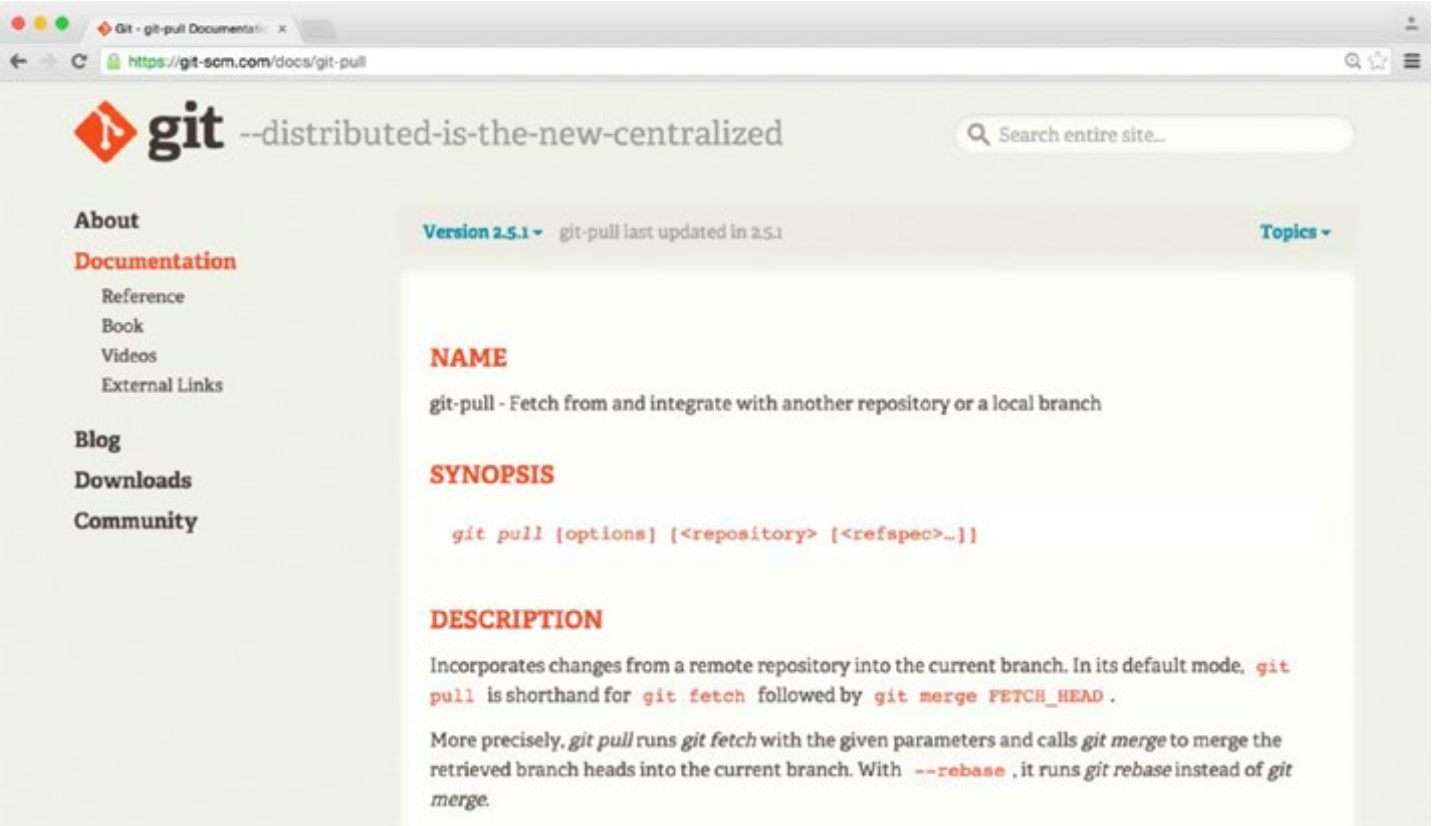 Git - git-pull Documentati
https://git-scm.com/docs/git-pull
git --distributed-is-the-new-centralized
Search entire site...
About
Documentation
Reference
Book
Videos
External Links
Blog
Downloads
Community
Version 2.5.1 git-pull last updated in 2.5.1
Topics
NAME
git-pull - Fetch from and integrate with another repository or a local branch
SYNOPSIS
git pull [options] [<repository> [<refspec>…]]
DESCRIPTION
Incorporates changes from a remote repository into the current branch. In its default mode, git
pull is shorthand for git fetch followed by git merge FETCH_HEAD .
More precisely, git pull runs git fetch with the given parameters and calls git merge to merge the
retrieved branch heads into the current branch. With --rebase , it runs git rebase instead of git
merge.